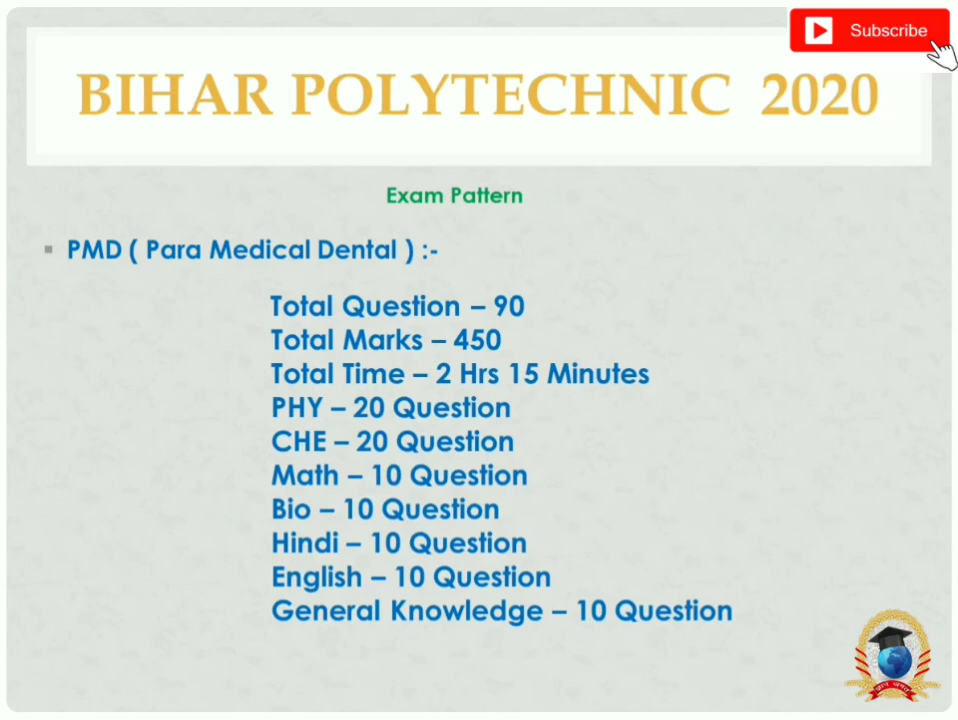 Subscribe
BIHAR POLYTECHNIC 2020
Exam Pattern
▪ PMD ( Para Medical Dental ) :-
Total Question – 90
Total Marks – 450
Total Time – 2 Hrs 15 Minutes
PHY – 20 Question
CHE – 20 Question
Math – 10 Question
Bio – 10 Question
Hindi – 10 Question
English – 10 Question
General Knowledge – 10 Question